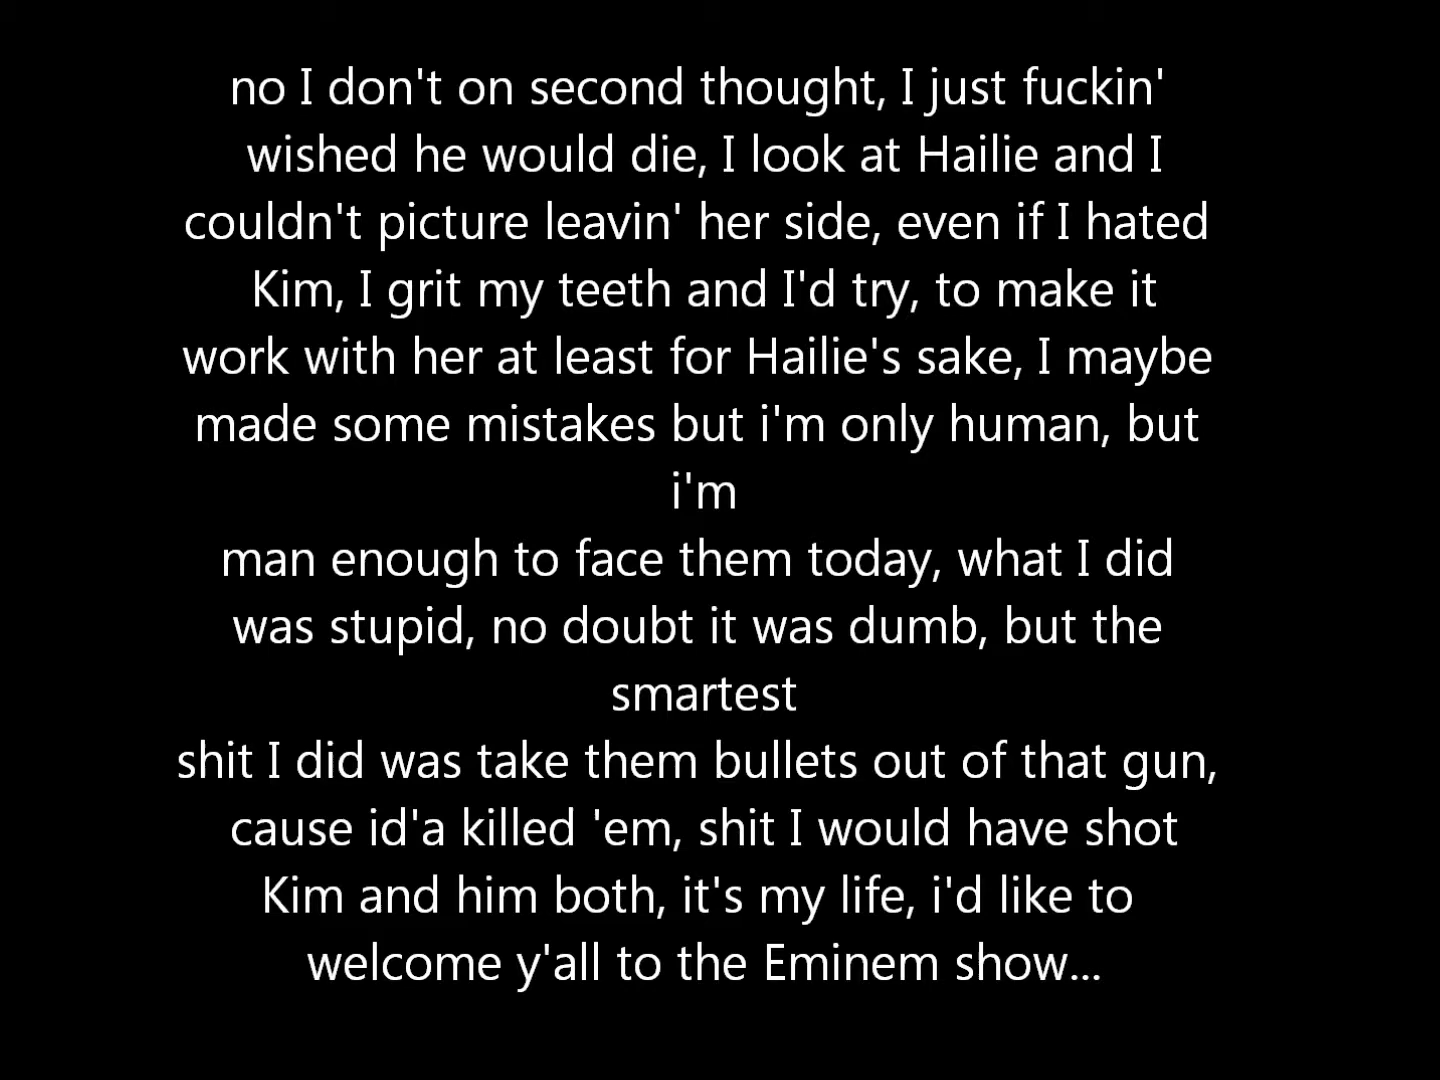 no I don't on second thought, I just fuckin'
wished he would die, I look at Hailie and I
couldn't picture leavin' her side, even if I hated
Kim, I grit my teeth and I'd try, to make it
work with her at least for Hailie's sake, I maybe
made some mistakes but i'm only human, but
i'm
man enough to face them today, what I did
was stupid, no doubt it was dumb, but the
smartest
shit I did was take them bullets out of that gun,
cause id'a killed 'em, shit I would have shot
Kim and him both, it's my life, i'd like to
welcome y'all to the Eminem show...